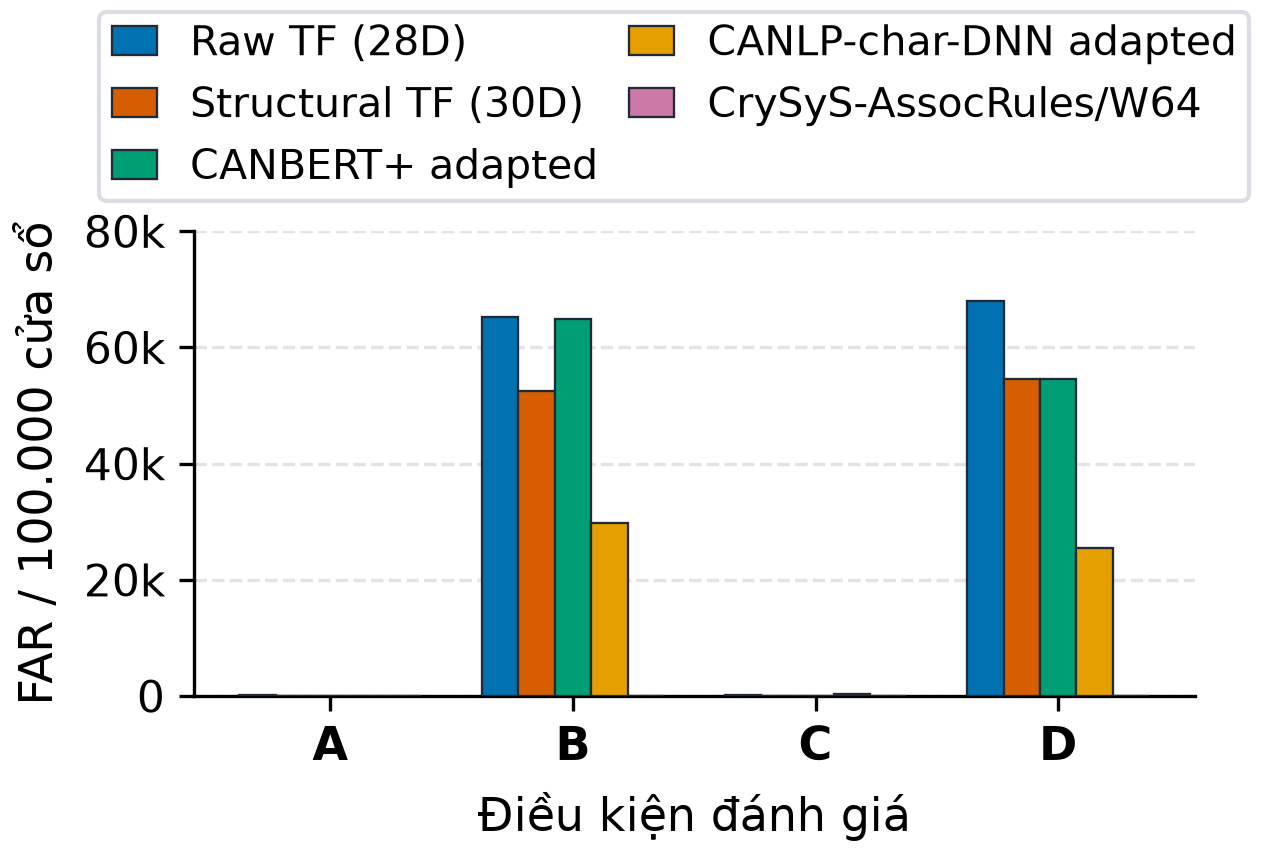 Raw TF (28D)
Structural TF (30D)
CANBERT+ adapted
CANLP-char-DNN adapted
CrySyS-AssocRules/W64
FAR / 100.000 cửa sổ
80k
60k
40k
20k
0
A
B
C
D
Điều kiện đánh giá